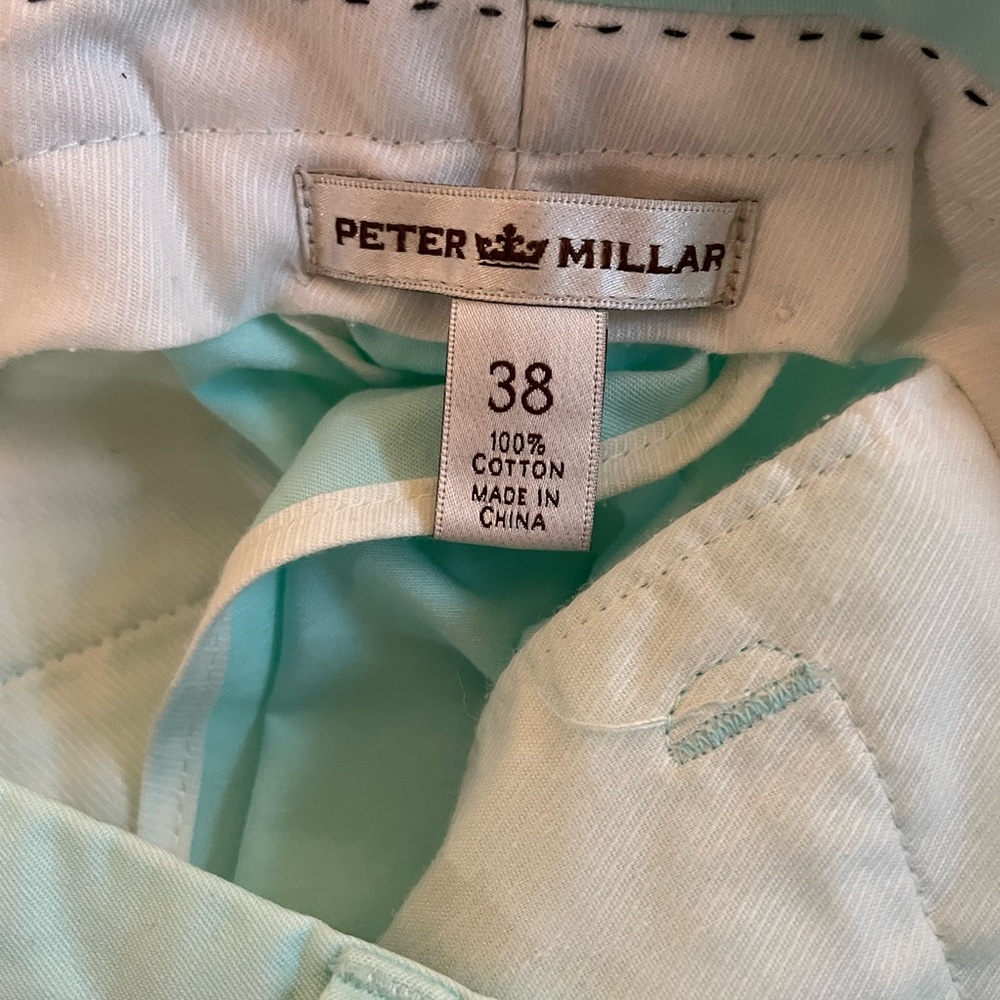 PETER MILLAR
38
100%
COTTON
MADE IN
CHINA